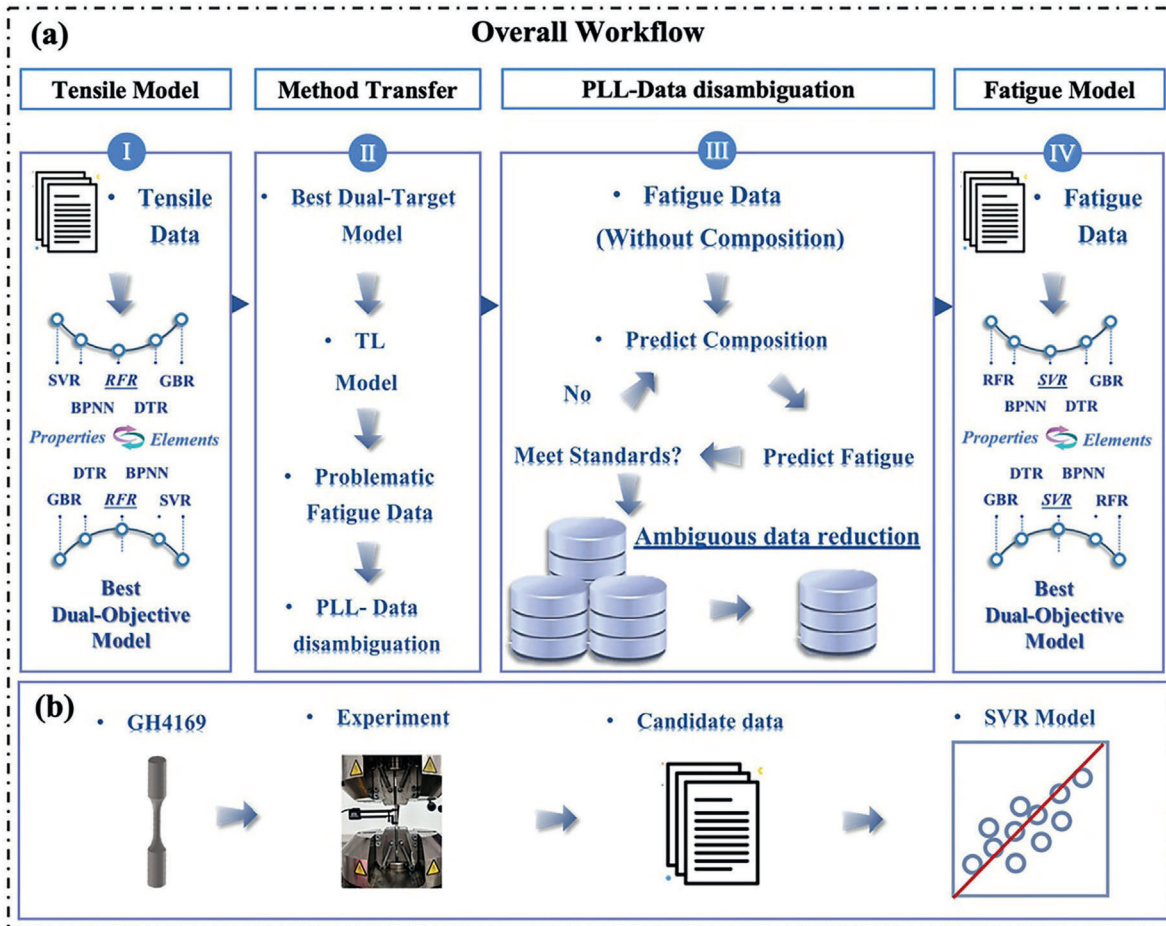 (a)
Overall Workflow
Tensile Model
Method Transfer
PLL-Data disambiguation
Fatigue Model
I
• Tensile
Data
SVR RFR GBR
BPNN DTR
Properties Elements
DTR BPNN
GBR RFR SVR
Best
Dual-Objective
Model
II
• Best Dual-Target
Model
• TL
Model
• Problematic
Fatigue Data
• PLL- Data
disambiguation
III
• Fatigue Data
(Without Composition)
• Predict Composition
No
Meet Standards? Predict Fatigue
Ambiguous data reduction
IV
• Fatigue
Data
RFR SVR GBR
BPNN DTR
Properties Elements
DTR BPNN
GBR SVR RFR
Best
Dual-Objective
Model
(b)
• GH4169
• Experiment
• Candidate data
• SVR Model